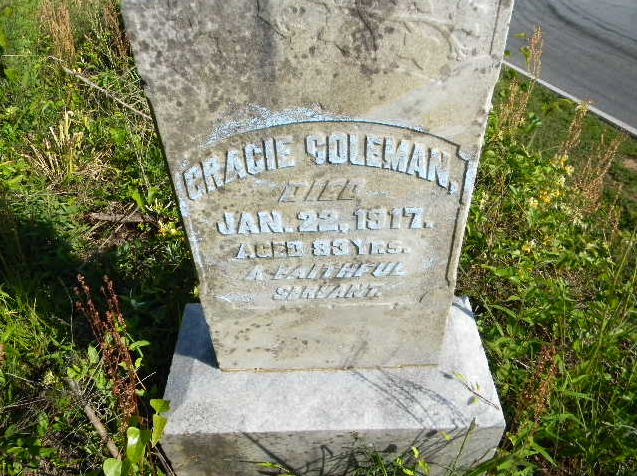 GRACIE COLEMAN,
DIED
JAN. 22, 1917.
AGED 83 YRS.
A FAITHFUL
SERVANT.